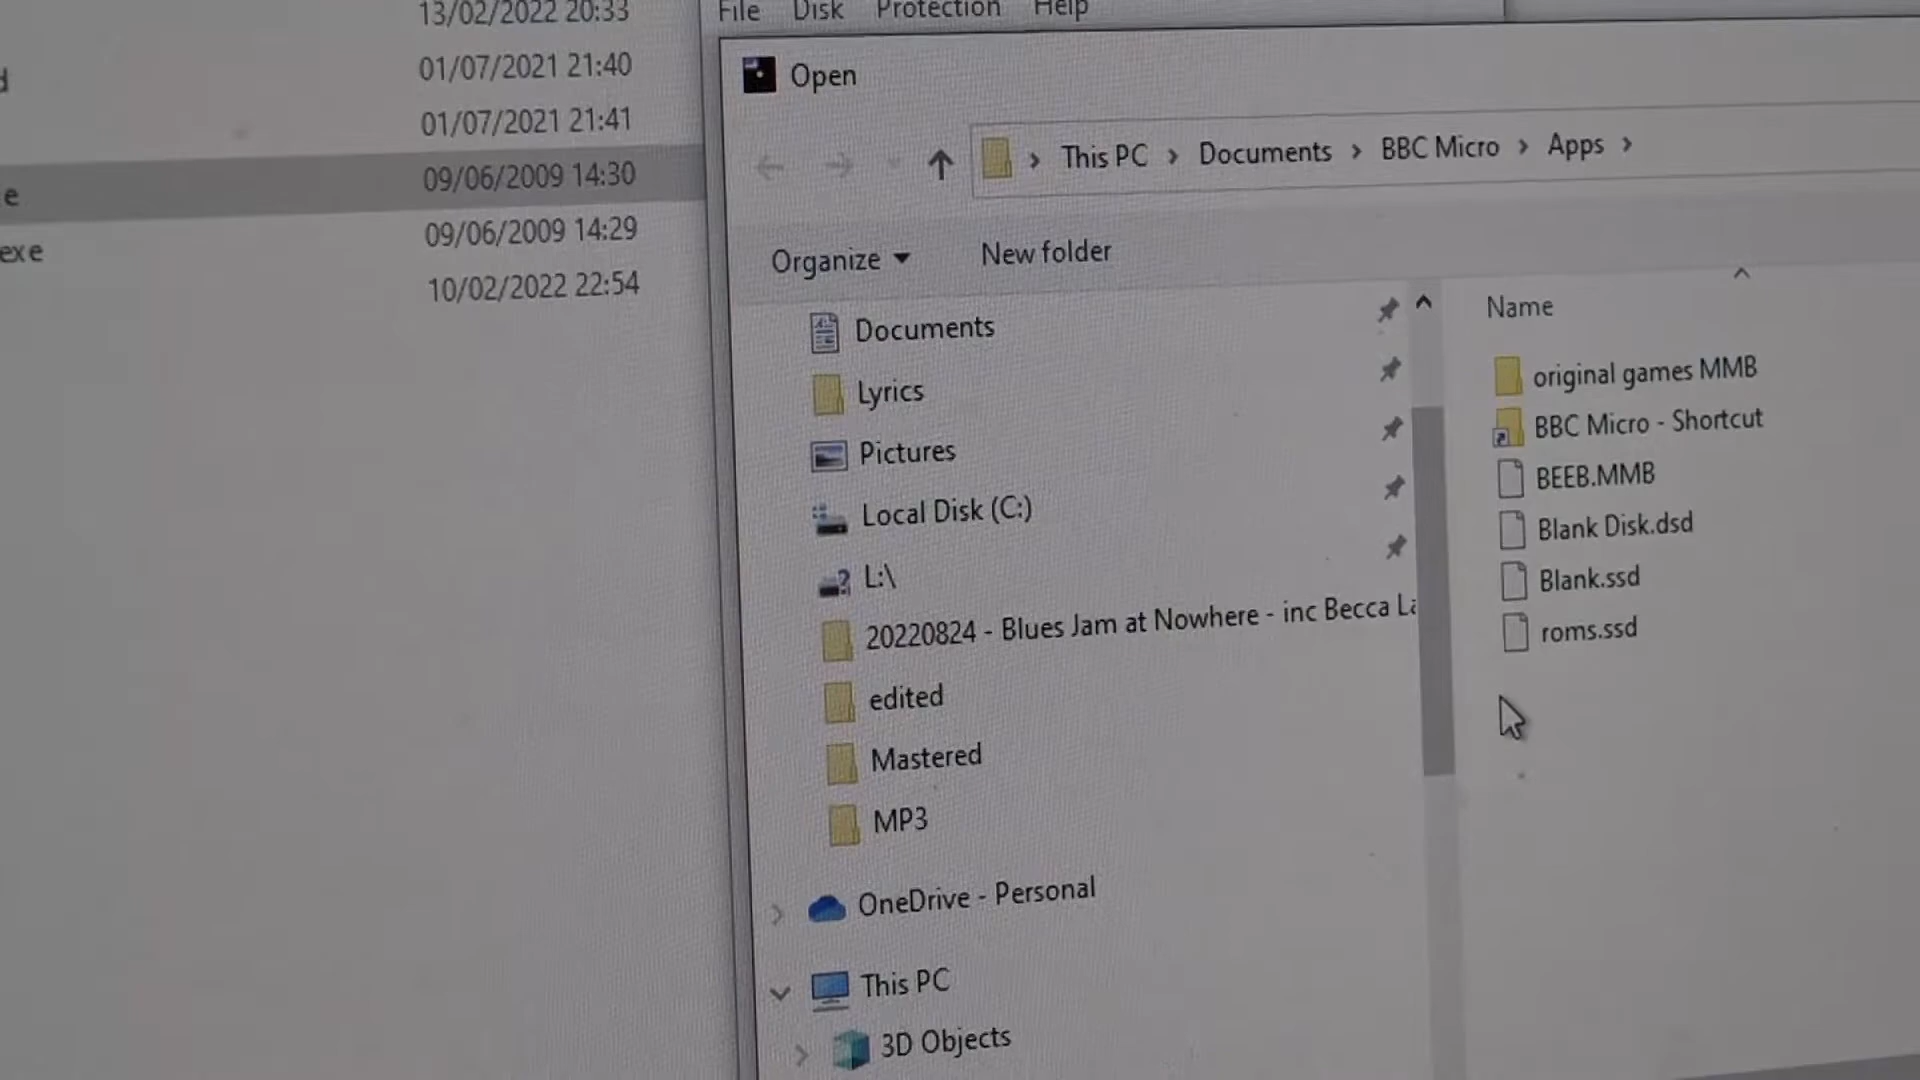 13/02/2022 20:33
d 01/07/2021 21:40
01/07/2021 21:41
e 09/06/2009 14:30
exe 09/06/2009 14:29
10/02/2022 22:54
File Disk Protection Help
Open
This PC > Documents > BBC Micro > Apps >
Organize New folder
Documents
Lyrics
Pictures
Local Disk (C:)
L:\
20220824 - Blues Jam at Nowhere - inc Becca La
edited
Mastered
MP3
OneDrive - Personal
This PC
3D Objects
Name
original games MMB
BBC Micro - Shortcut
BEEB.MMB
Blank Disk.dsd
Blank.ssd
roms.ssd